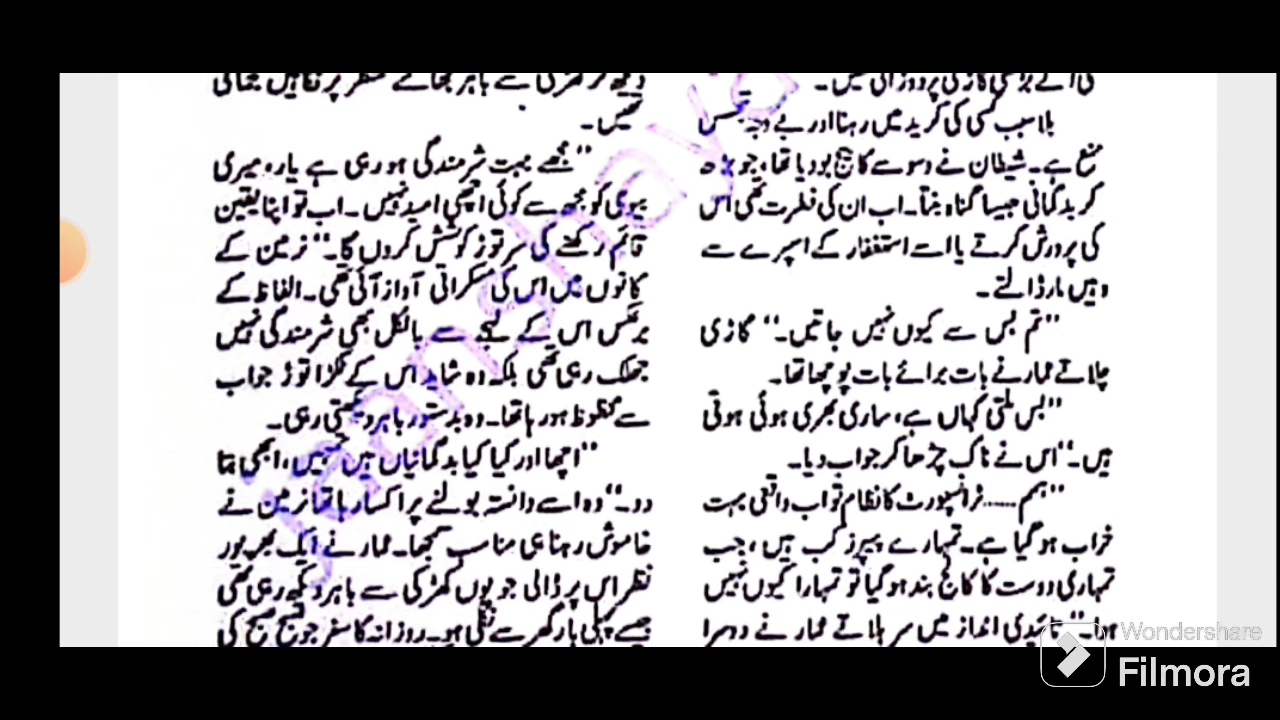 بلا سبب کسی کی کرید میں رہنا اور بے وجہ تجسس
منع ہے۔ شیطان نے وسوسے کا بیج بو دیا تھا، جو بڑھ
کر بدگمانی جیسا گناہ بنتا۔ اب ان کی فطرت تھی اس
کی پرورش کرتے یا اسے استغفار کے اسپرے سے
وہیں مار ڈالتے۔
”تم بس سے کیوں نہیں جاتیں۔“ گاڑی
چلاتے عمار نے بات برائے بات پوچھا تھا۔
”بس ملتی کہاں ہے، ساری بھری ہوئی ہوتی
ہیں۔“ اس نے ناک چڑھا کر جواب دیا۔
”ہمم...... ٹرانسپورٹ کا نظام تو اب واقعی بہت
خراب ہو گیا ہے۔ تمہارے پیپرز کب ہیں، جب
تمہاری دوست کا کالج بند ہو گیا تو تمہارا کیوں نہیں
ہوا۔“ تائیدی انداز میں سر ہلاتے عمار نے دوسرا
دیکھ کر کھڑکی سے باہر بھاگتے منظر پر نگاہیں جمائی
تھیں۔
”مجھے بہت شرمندگی ہو رہی ہے یار، میری
بیوی کو مجھ سے کوئی اچھی امید نہیں۔ اب تو اپنا یقین
قائم رکھنے کی سر توڑ کوشش کروں گا۔“ نرمین کے
کانوں میں اس کی مسکراتی آواز آئی تھی۔ الفاظ کے
برعکس اس کے لہجے سے بالکل بھی شرمندگی نہیں
جھلک رہی تھی بلکہ وہ شاید اس کے ٹکڑا توڑ جواب
سے محظوظ ہو رہا تھا۔ وہ بدستور باہر دیکھتی رہی۔
”اچھا اور کیا کیا بدگمانیاں ہیں تمہیں، ابھی بتا
دو۔“ وہ اسے دانستہ بولنے پر اکسا رہا تھا نرمین نے
خاموش رہنا ہی مناسب سمجھا۔ عمار نے ایک بھرپور
نظر اس پر ڈالی جو یوں کھڑکی سے باہر دیکھ رہی تھی
جیسے پہلی بار گھر سے نکلی ہو۔ روزانہ کا سفر جو صبح صبح کی
Wondershare
Filmora